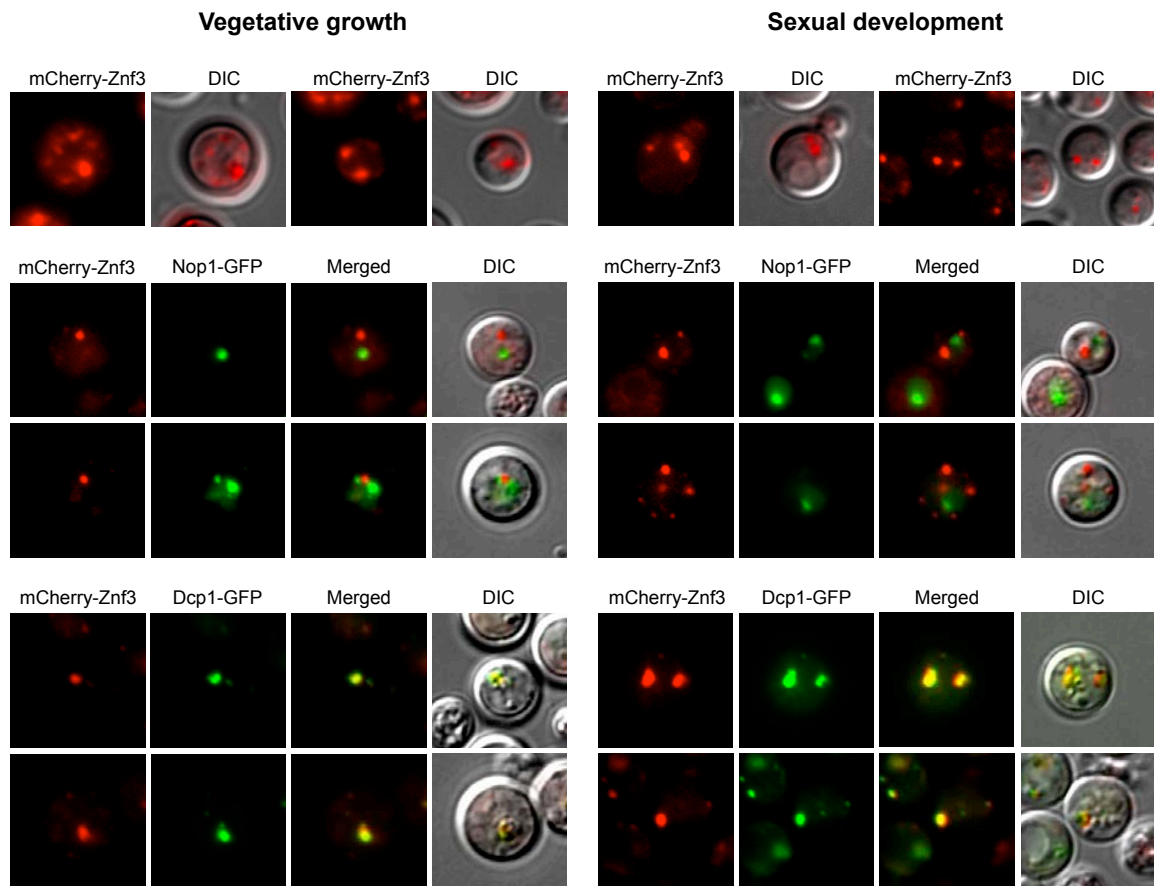 Vegetative growth Sexual development
mCherry-Znf3 DIC mCherry-Znf3 DIC mCherry-Znf3 DIC mCherry-Znf3 DIC
mCherry-Znf3 Nop1-GFP Merged DIC mCherry-Znf3 Nop1-GFP Merged DIC
mCherry-Znf3 Dcp1-GFP Merged DIC mCherry-Znf3 Dcp1-GFP Merged DIC